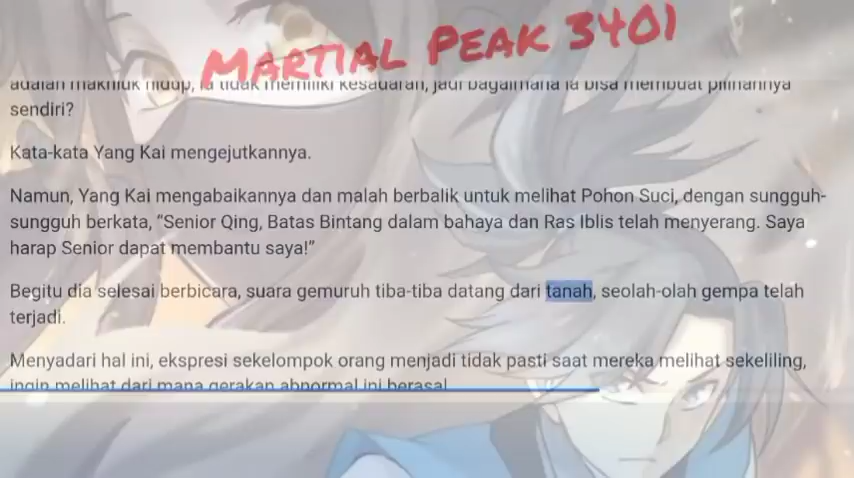 Martial Peak 3401
adalah makhluk hidup, ia tidak memiliki kesadaran, jadi bagaimana ia bisa membuat pilihannya
sendiri?
Kata-kata Yang Kai mengejutkannya.
Namun, Yang Kai mengabaikannya dan malah berbalik untuk melihat Pohon Suci, dengan sungguh-
sungguh berkata, “Senior Qing, Batas Bintang dalam bahaya dan Ras Iblis telah menyerang. Saya
harap Senior dapat membantu saya!”
Begitu dia selesai berbicara, suara gemuruh tiba-tiba datang dari tanah, seolah-olah gempa telah
terjadi.
Menyadari hal ini, ekspresi sekelompok orang menjadi tidak pasti saat mereka melihat sekeliling,
ingin melihat dari mana gerakan abnormal ini berasal